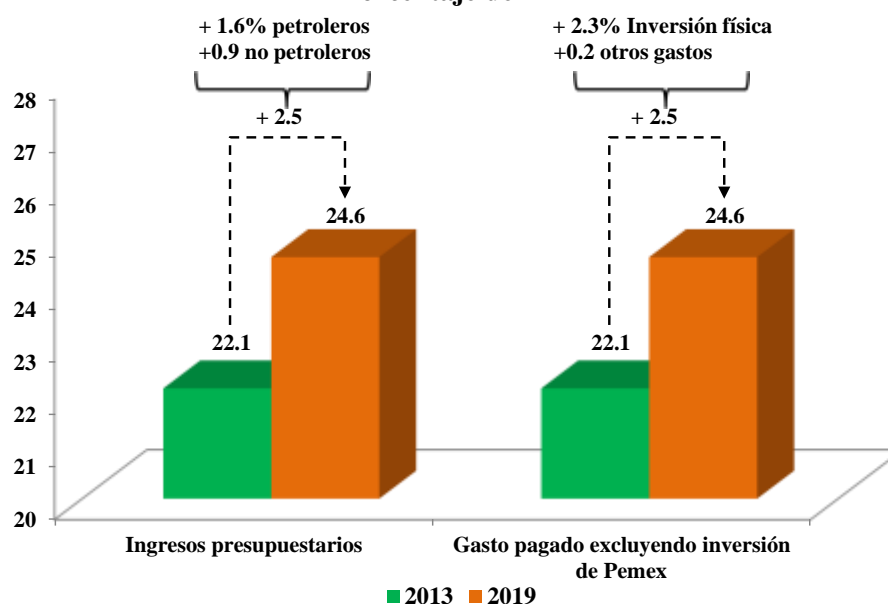 + 1.6% petroleros
+0.9 no petroleros
+ 2.3% Inversión física
+0.2 otros gastos
+ 2.5
+ 2.5
28
27
26
25
24
23
22
21
20
22.1
24.6
22.1
24.6
Ingresos presupuestarios
Gasto pagado excluyendo inversión
de Pemex
2013
2019